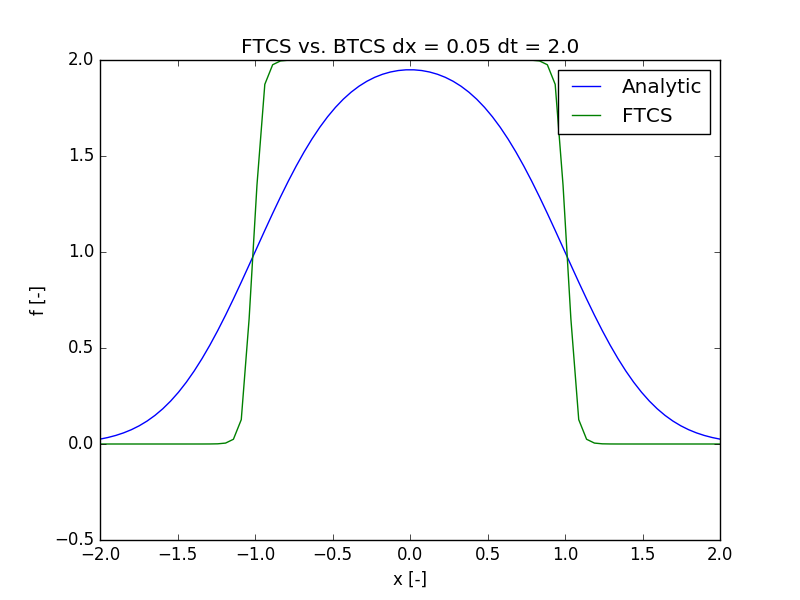 FTCS vs. BTCS dx = 0.05 dt = 2.0
Analytic
FTCS
2.0
1.5
1.0
0.5
0.0
−0.5
f [-]
−2.0 −1.5 −1.0 −0.5 0.0 0.5 1.0 1.5 2.0
x [-]